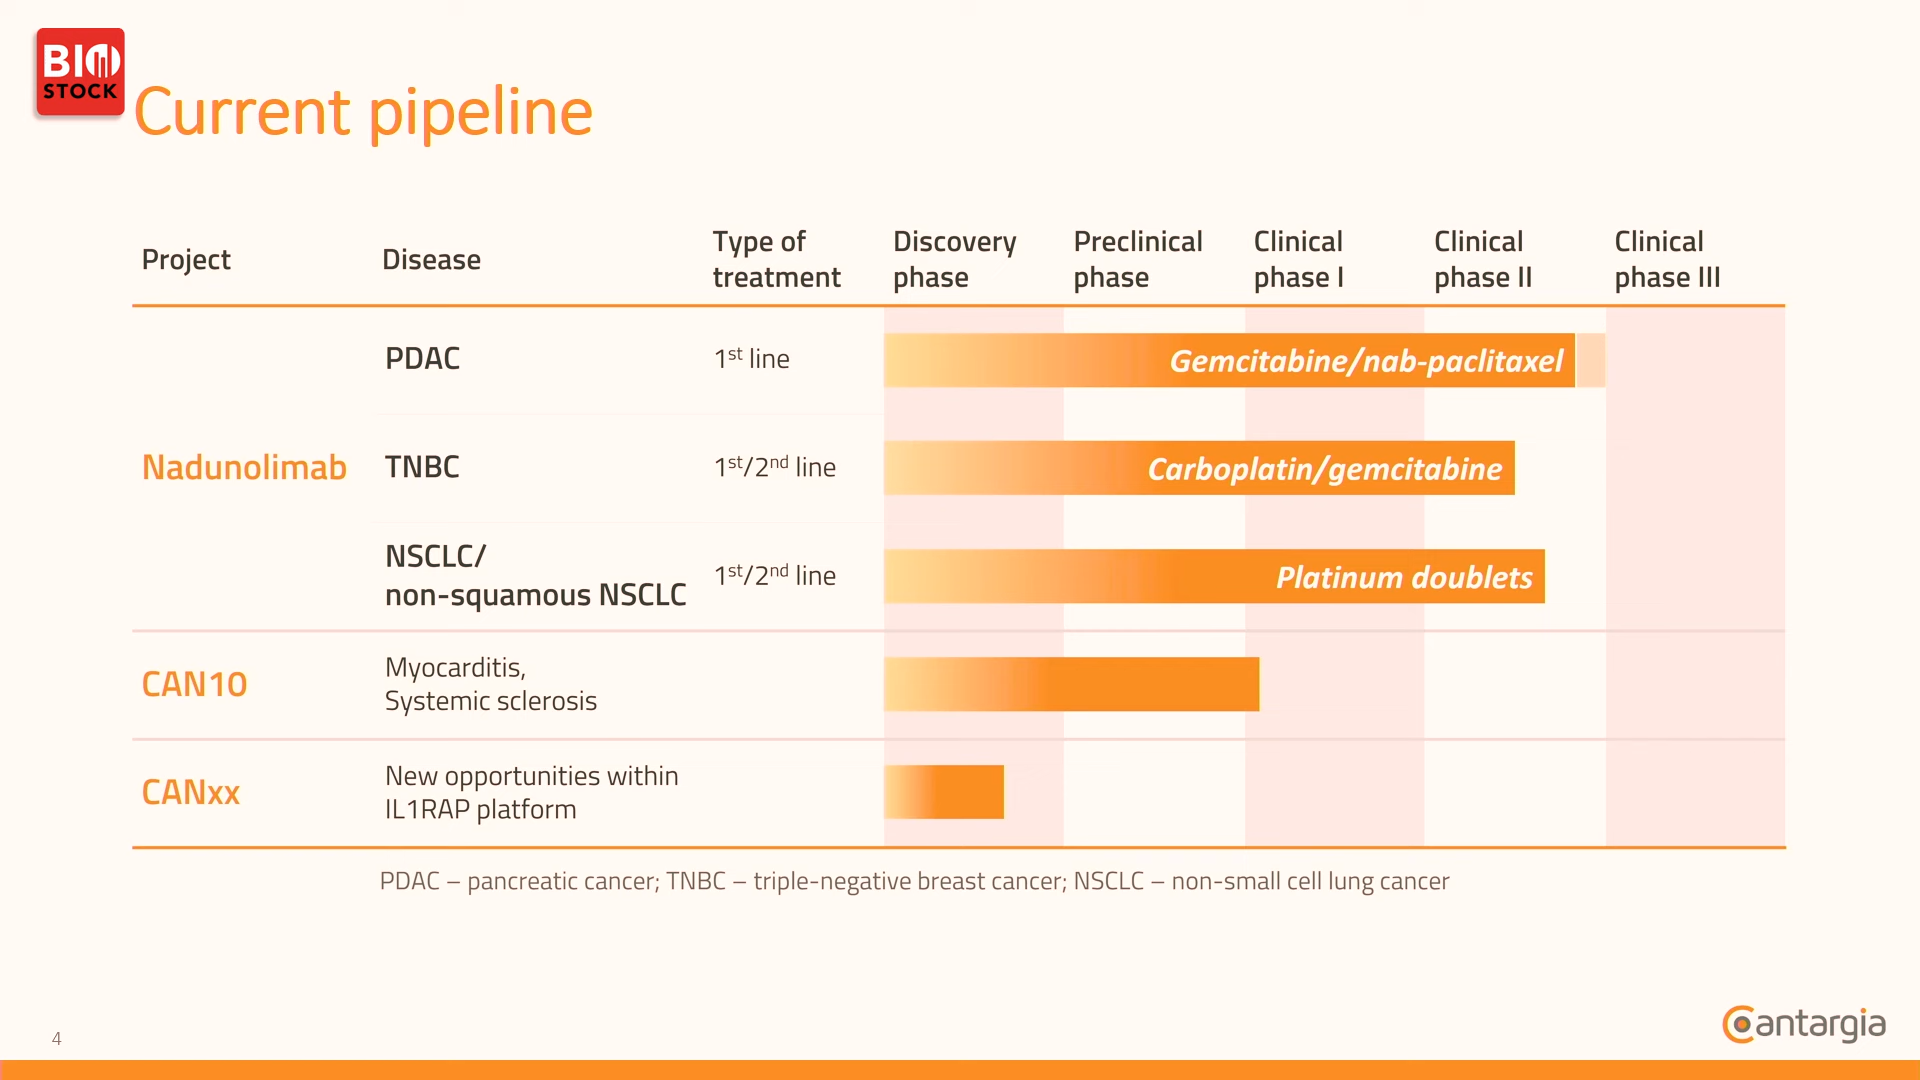 BIO
STOCK
Current pipeline
Project
Disease
Type of
treatment
Discovery
phase
Preclinical
phase
Clinical
phase I
Clinical
phase II
Clinical
phase III
Nadunolimab
PDAC
1st line
Gemcitabine/nab-paclitaxel
TNBC
1st/2nd line
Carboplatin/gemcitabine
NSCLC/
non-squamous NSCLC
1st/2nd line
Platinum doublets
CAN10
Myocarditis,
Systemic sclerosis
CANxx
New opportunities within
IL1RAP platform
PDAC – pancreatic cancer; TNBC – triple-negative breast cancer; NSCLC – non-small cell lung cancer
4
Cantargia